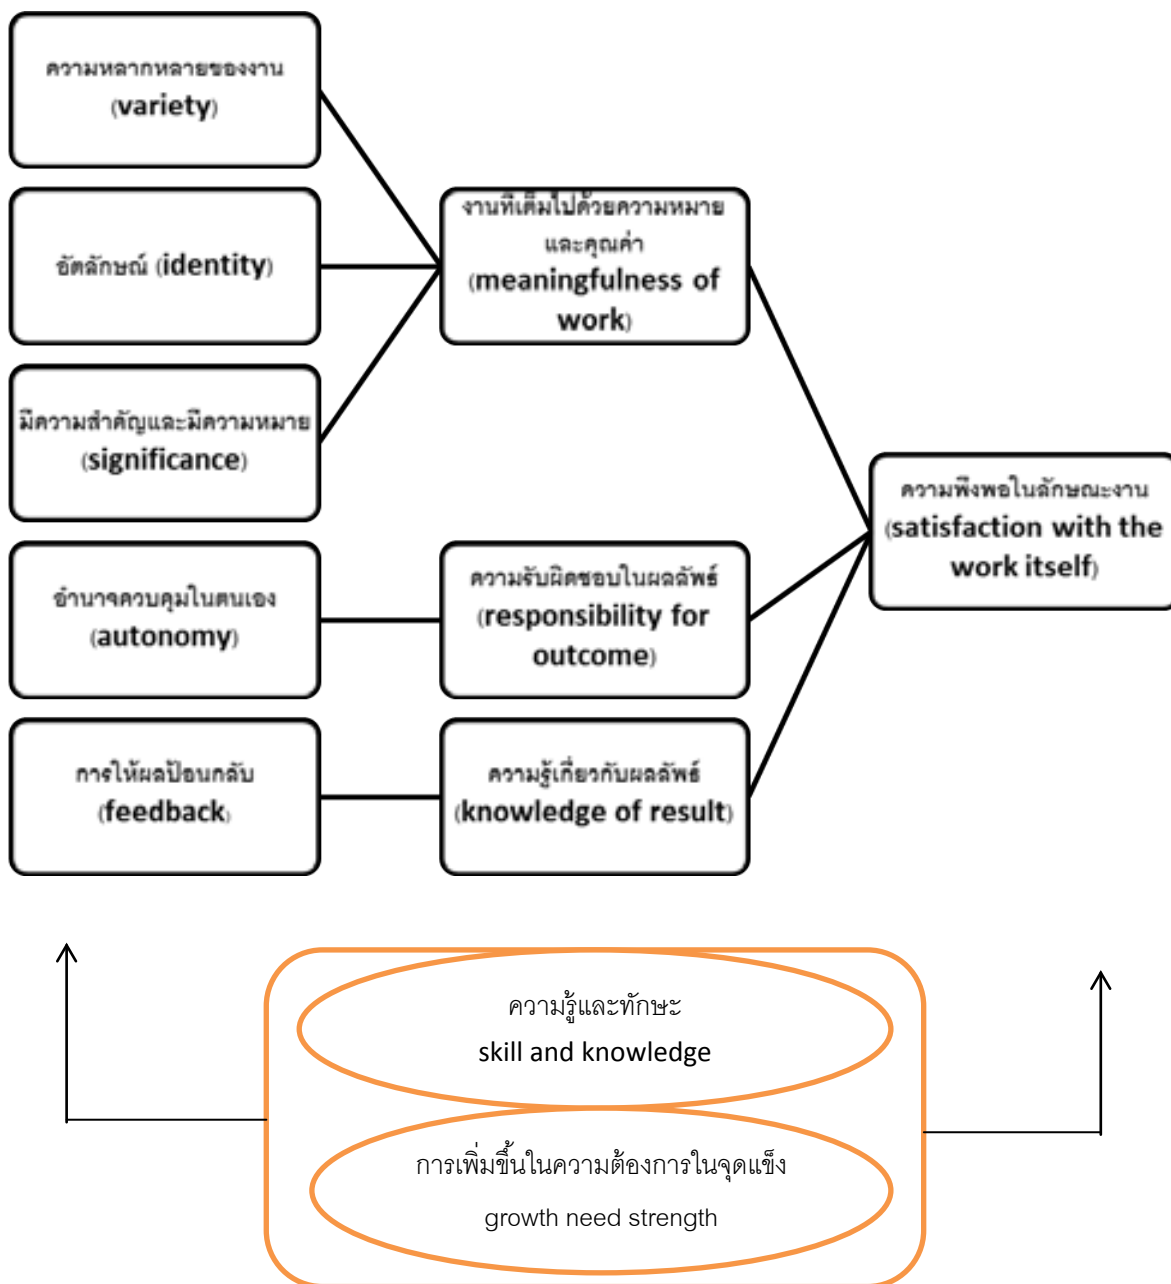 ความหลากหลายของงาน
(variety)
อัตลักษณ์ (identity)
มีความสำคัญและมีความหมาย
(significance)
อำนาจควบคุมในตนเอง
(autonomy)
การให้ผลป้อนกลับ
(feedback)
งานที่เต็มไปด้วยความหมาย
และคุณค่า
(meaningfulness of
work)
ความรับผิดชอบในผลลัพธ์
(responsibility for
outcome)
ความรู้เกี่ยวกับผลลัพธ์
(knowledge of result)
ความพึงพอในลักษณะงาน
(satisfaction with the
work itself)
ความรู้และทักษะ
skill and knowledge
การเพิ่มขึ้นในความต้องการในจุดแข็ง
growth need strength